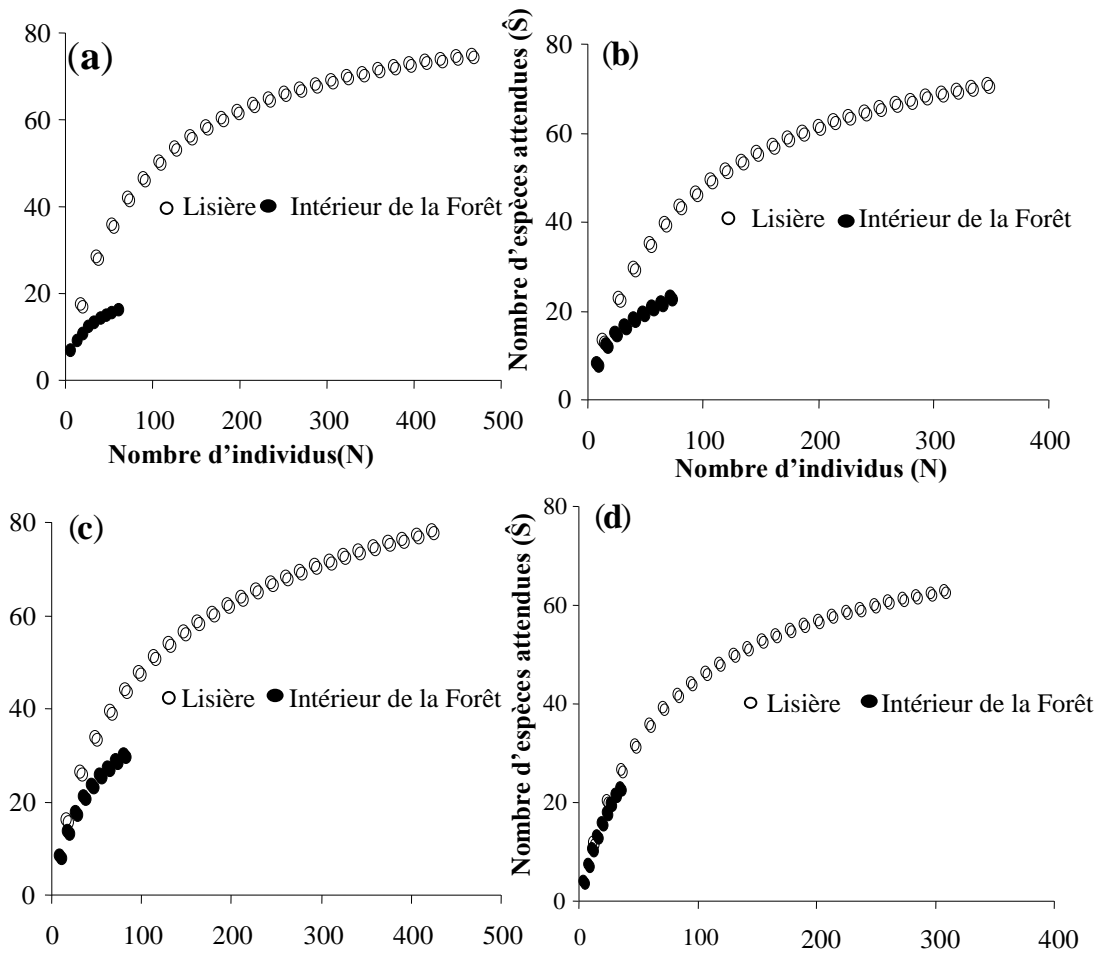 (a)
80
60
40
20
0
Lisière Intérieur de la Forêt
0 100 200 300 400 500
Nombre d'individus(N)
(b)
Nombre d'espèces attendues (Ŝ)
80
60
40
20
0
Lisière Intérieur de la Forêt
0 100 200 300 400
Nombre d'individus (N)
(c)
80
60
40
20
0
Lisière Intérieur de la Forêt
0 100 200 300 400 500
(d)
Nombre d'espèces attendues (Ŝ)
80
60
40
20
0
Lisière Intérieur de la Forêt
0 100 200 300 400